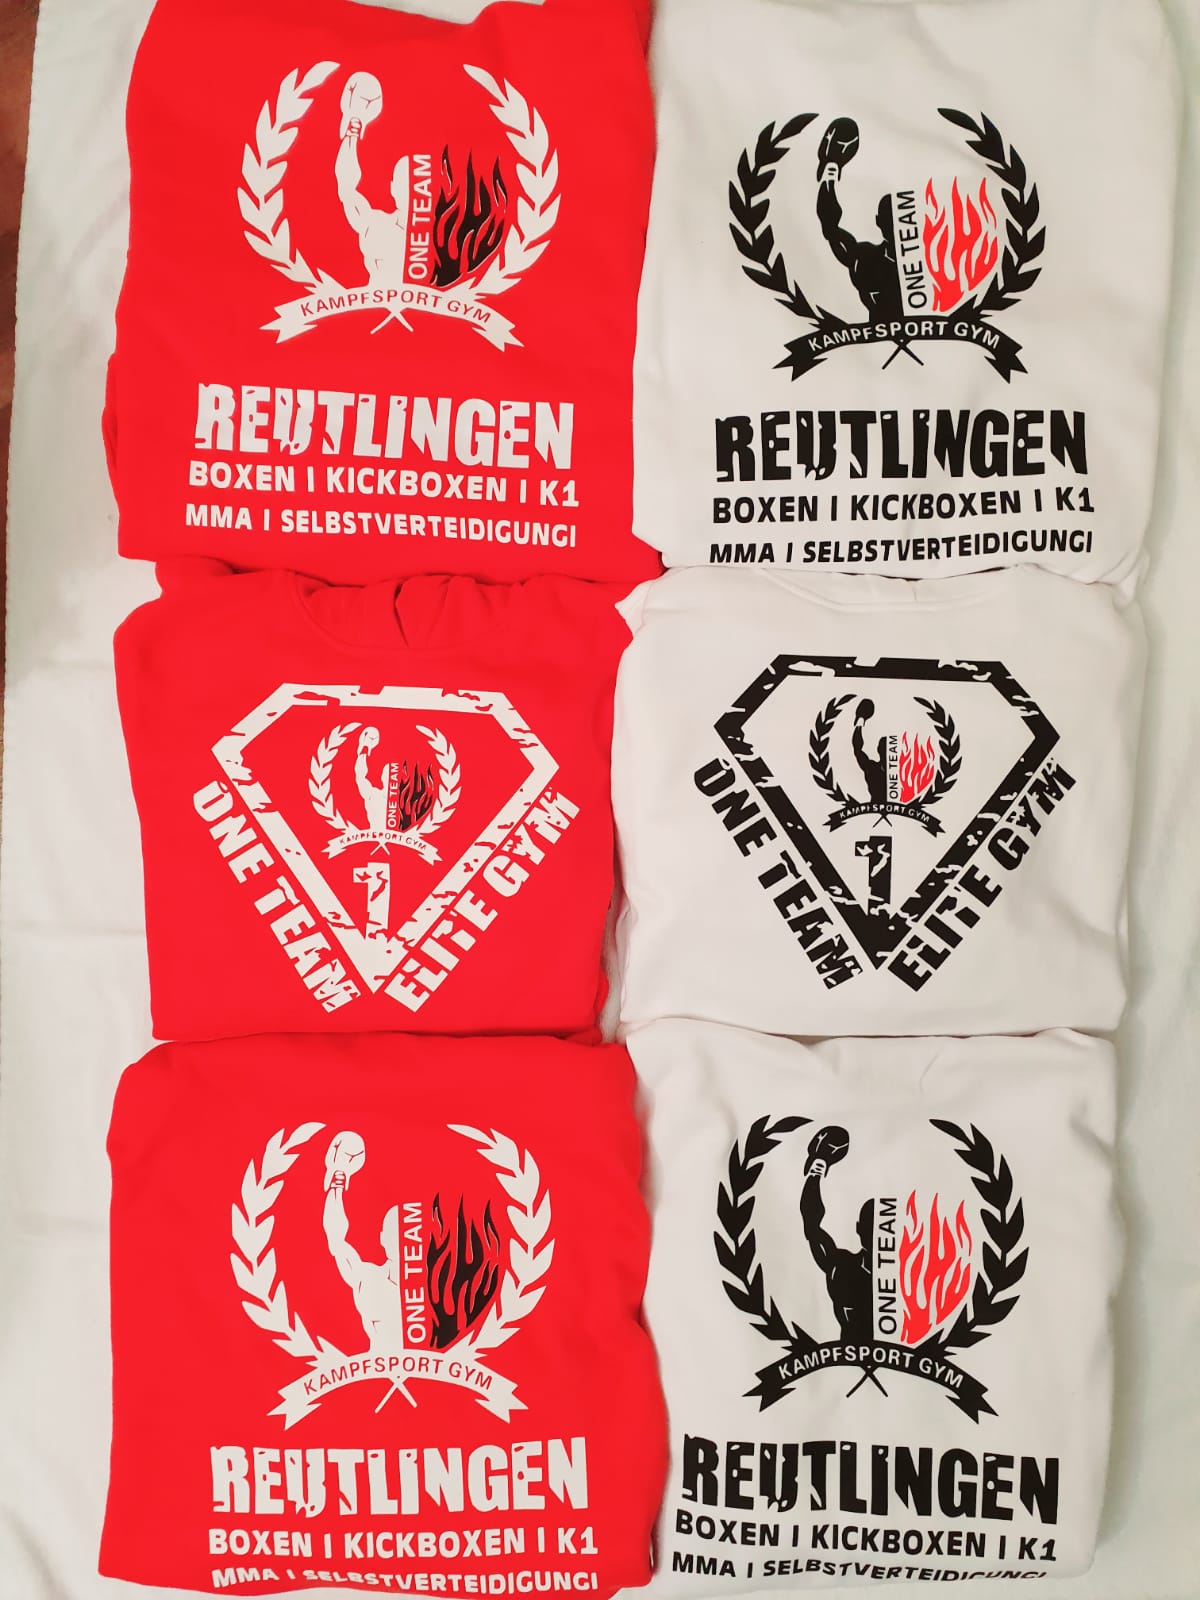 ONE TEAM
KAMPFSPORT GYM
REUTLINGEN
BOXEN I KICKBOXEN I K1
MMA I SELBSTVERTEIDIGUNGI
ONE TEAM
KAMPFSPORT GYM
REUTLINGEN
BOXEN I KICKBOXEN I K1
MMA I SELBSTVERTEIDIGUNGI
ONE TEAM
KAMPFSPORT GYM
1
ONE TEAM
ELITE GYM
ONE TEAM
KAMPFSPORT GYM
1
ONE TEAM
ELITE GYM
ONE TEAM
KAMPFSPORT GYM
REUTLINGEN
BOXEN I KICKBOXEN I K1
MMA I SELBSTVERTEIDIGUNGI
ONE TEAM
KAMPFSPORT GYM
REUTLINGEN
BOXEN I KICKBOXEN I K1
MMA I SELBSTVERTEIDIGUNGI